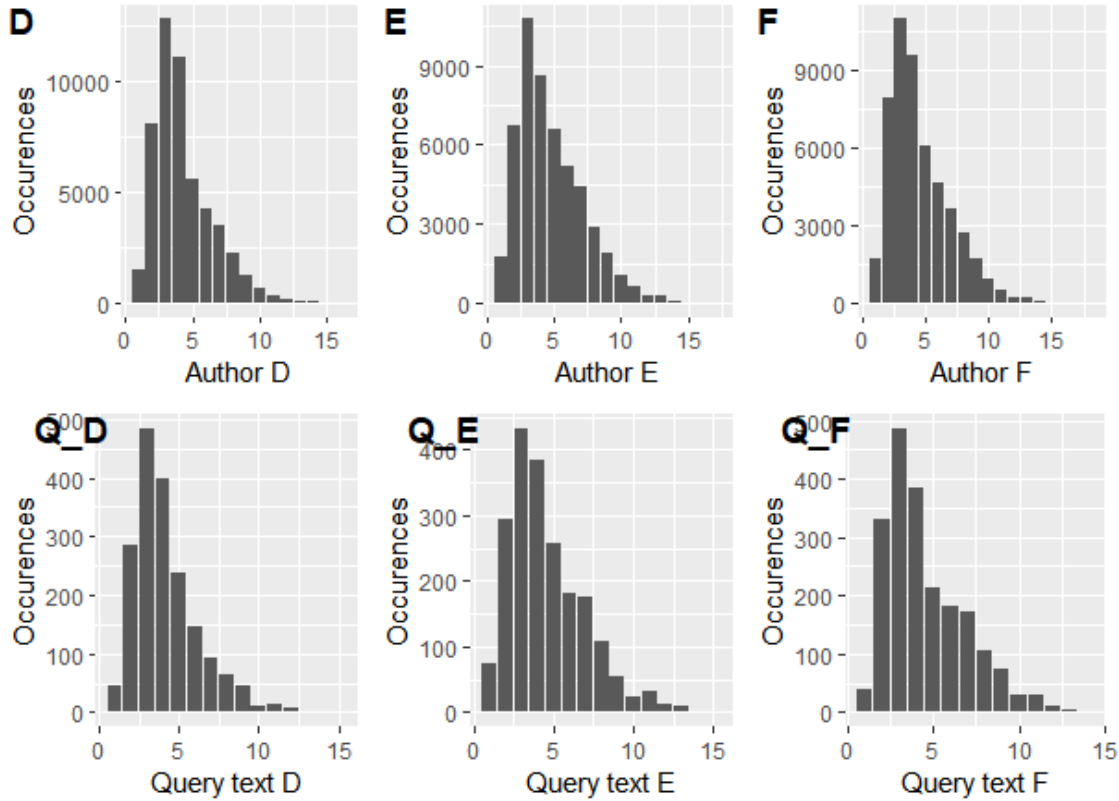 D
Occurences
10000
5000
0
0 5 10 15
Author D
E
Occurences
9000
6000
3000
0
0 5 10 15
Author E
F
Occurences
9000
6000
3000
0
0 5 10 15
Author F
Q_D
Occurences
500
400
300
200
100
0
0 5 10 15
Query text D
Q_E
Occurences
400
300
200
100
0
0 5 10 15
Query text E
Q_F
Occurences
500
400
300
200
100
0
0 5 10 15
Query text F